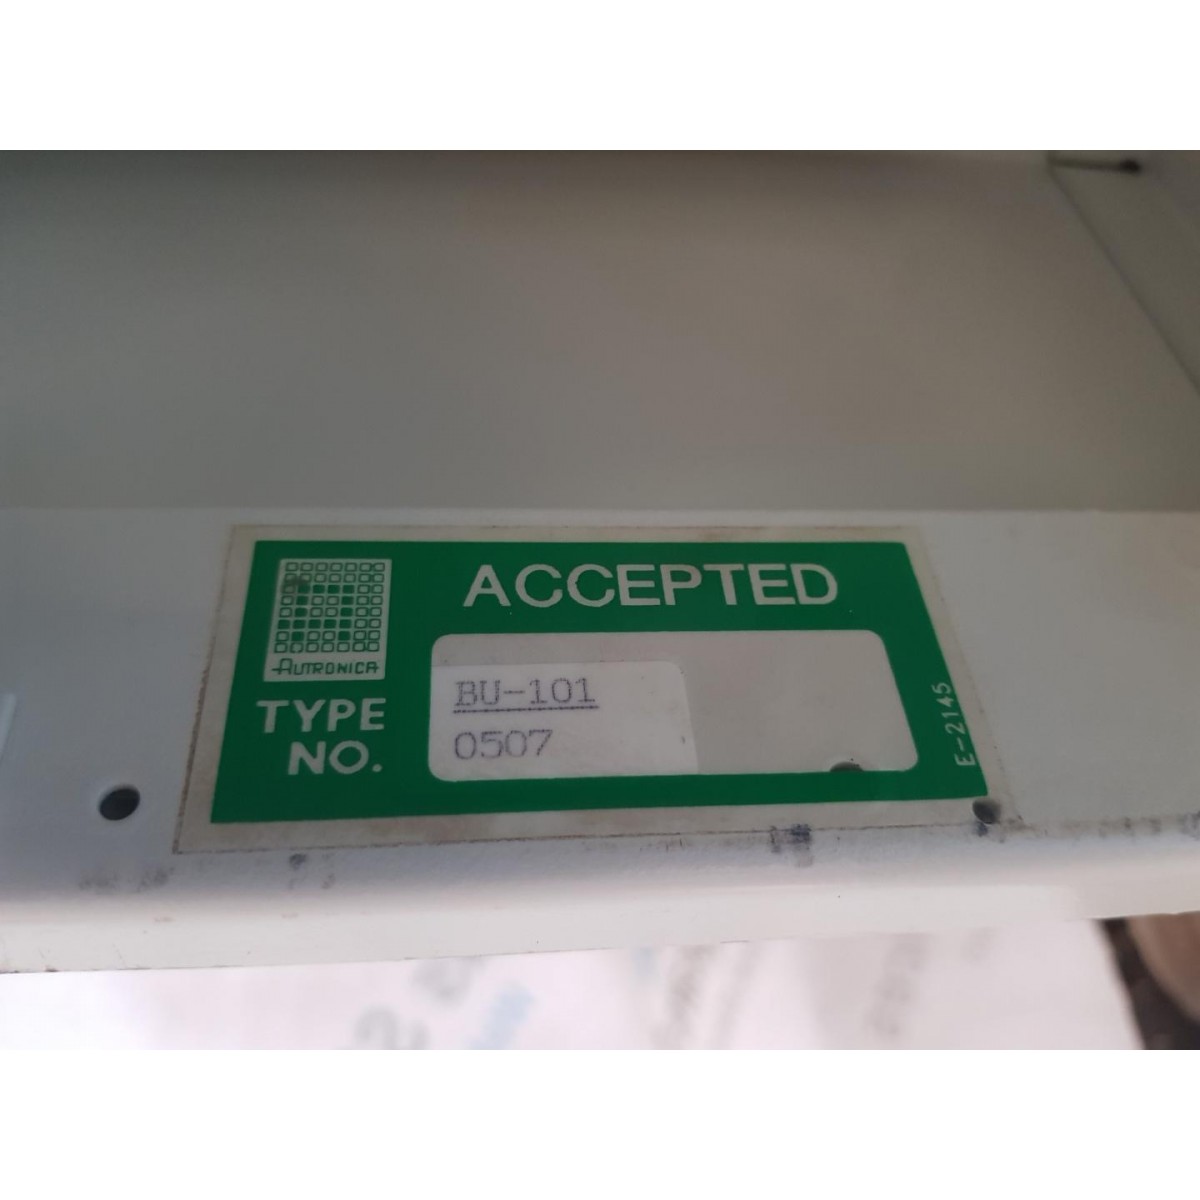 ACCEPTED
AUTRONICA
TYPE
NO.
BU-101
0507
E-2145